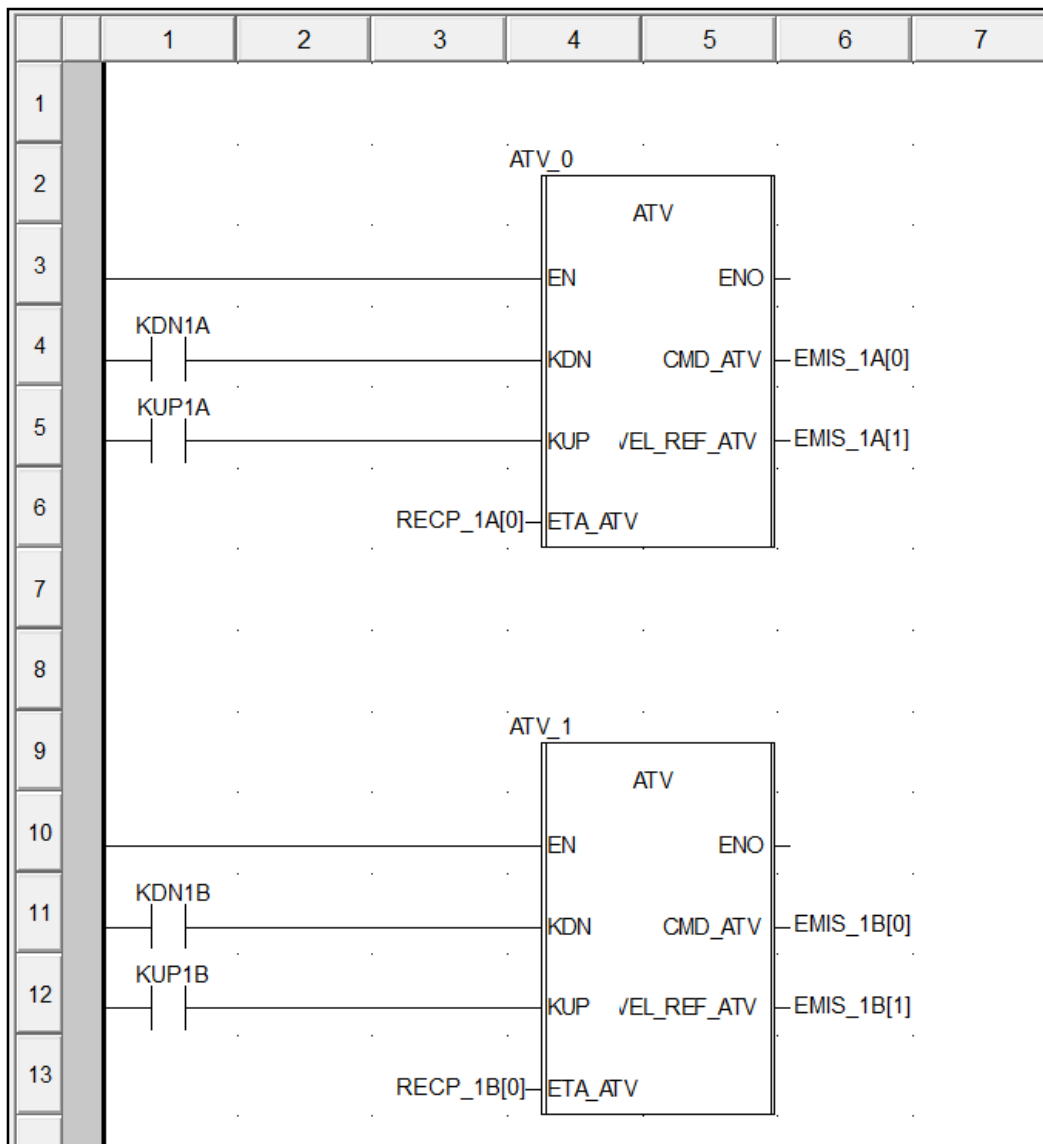 1 2 3 4 5 6 7
1
ATV_0
2
ATV
3
EN ENO
KDN1A
4
KDN CMD_ATV EMIS_1A[0]
KUP1A
5
KUP VEL_REF_ATV EMIS_1A[1]
6
RECP_1A[0] ETA_ATV
7
8
ATV_1
9
ATV
10
EN ENO
KDN1B
11
KDN CMD_ATV EMIS_1B[0]
KUP1B
12
KUP VEL_REF_ATV EMIS_1B[1]
13
RECP_1B[0] ETA_ATV